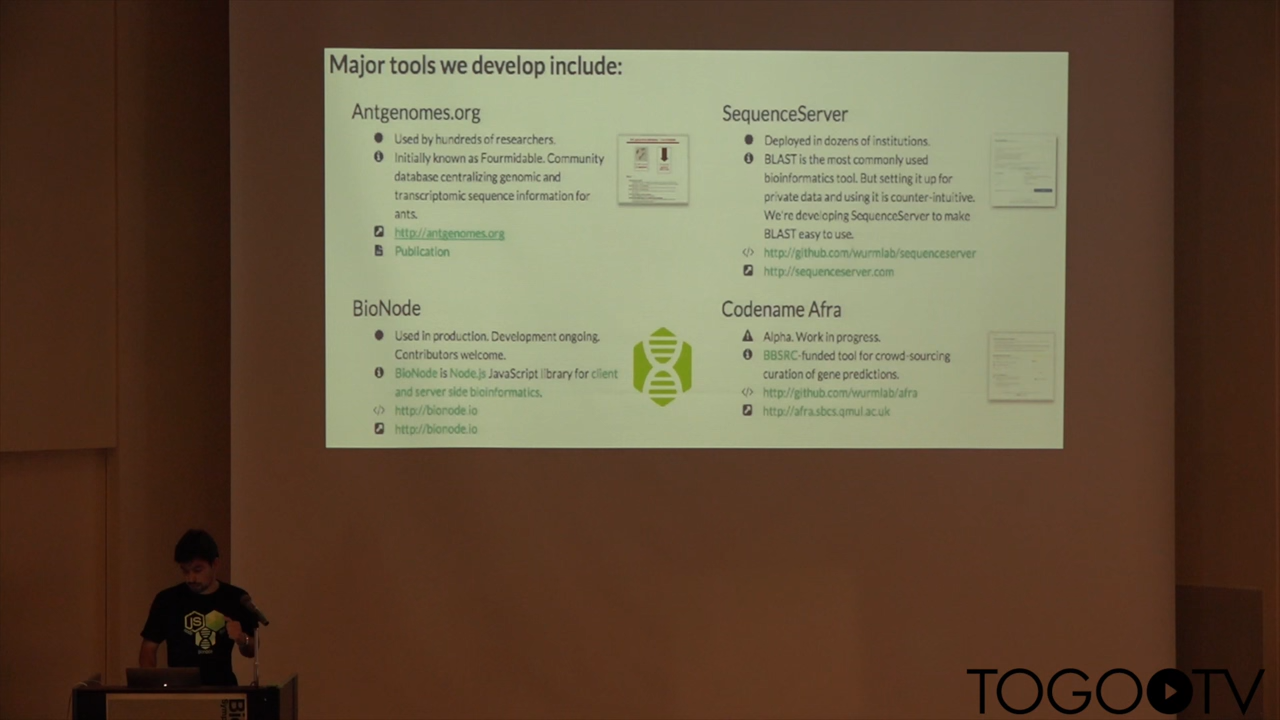 Major tools we develop include:
Antgenomes.org
Used by hundreds of researchers.
Initially known as Fourmidable. Community
database centralizing genomic and
transcriptomic sequence information for
ants.
http://antgenomes.org
Publication
SequenceServer
Deployed in dozens of institutions.
BLAST is the most commonly used
bioinformatics tool. But setting it up for
private data and using it is counter-intuitive.
We're developing SequenceServer to make
BLAST easy to use.
http://github.com/wurmlab/sequenceserver
http://sequenceserver.com
BioNode
Used in production. Development ongoing.
Contributors welcome.
BioNode is Node.js JavaScript library for client
and server side bioinformatics.
http://bionode.io
http://bionode.io
Codename Afra
Alpha. Work in progress.
BBSRC-funded tool for crowd-sourcing
curation of gene predictions.
http://github.com/wurmlab/afra
http://afra.sbcs.qmul.ac.uk
JS
TOGOTV